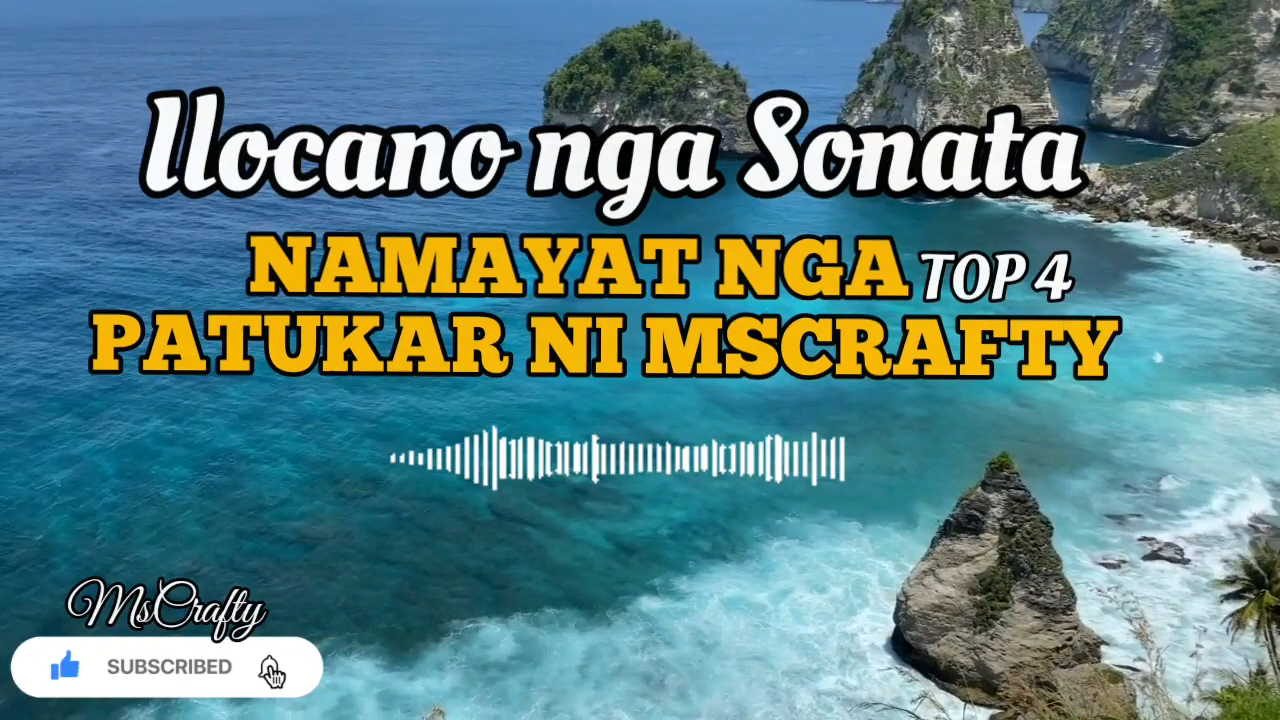 Ilocano nga Sonata
NAMAYAT NGA TOP 4
PATUKAR NI MSCRAFTY
MsCrafty
SUBSCRIBED